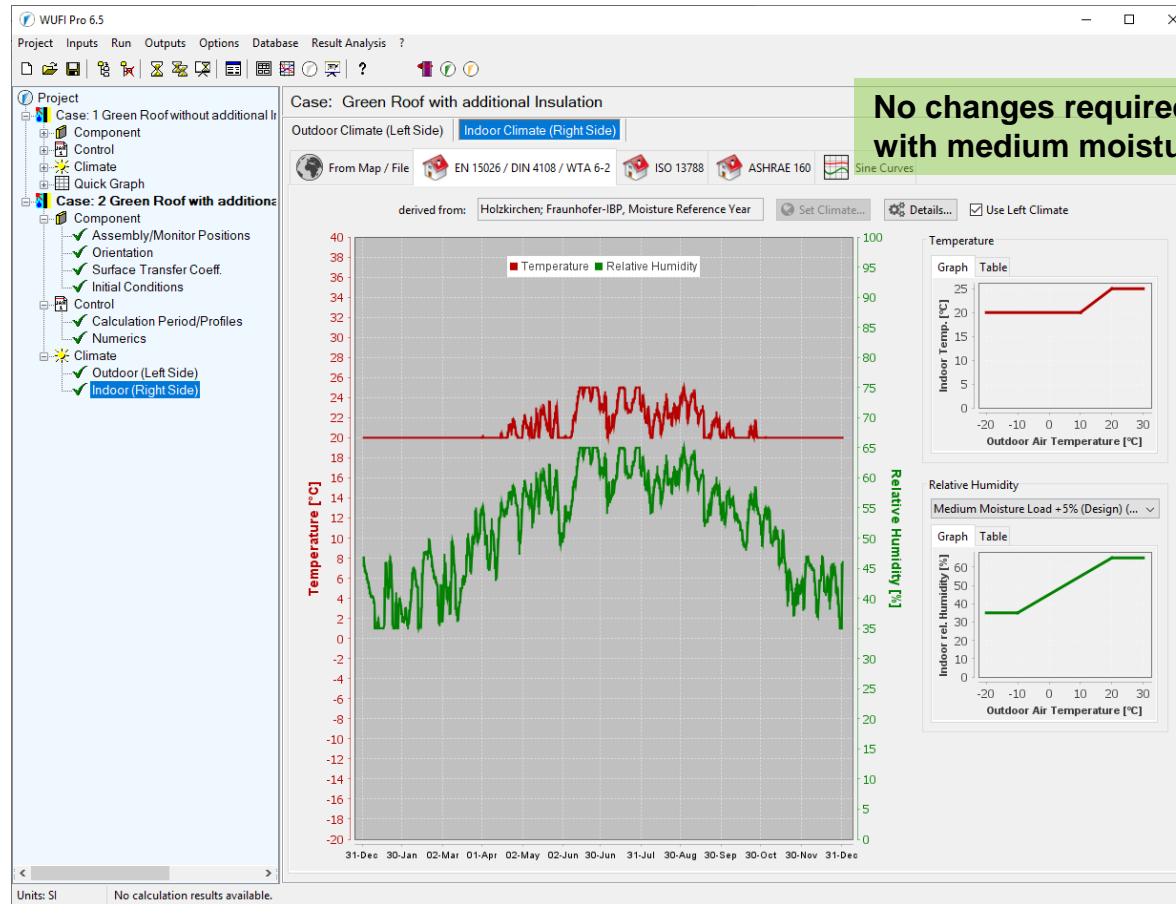 WUFI Pro 6.5
Project Inputs Run Outputs Options Database Result Analysis ?
No changes required
with medium moistu
Project
Case: 1 Green Roof without additional Ir
Component
Control
Climate
Quick Graph
Case: 2 Green Roof with additiona
Component
Assembly/Monitor Positions
Orientation
Surface Transfer Coeff.
Initial Conditions
Control
Calculation Period/Profiles
Numerics
Climate
Outdoor (Left Side)
Indoor (Right Side)
Case: Green Roof with additional Insulation
Outdoor Climate (Left Side) Indoor Climate (Right Side)
From Map / File EN 15026 / DIN 4108 / WTA 6-2 ISO 13788 ASHRAE 160 Sine Curves
derived from: Holzkirchen; Fraunhofer-IBP, Moisture Reference Year Set Climate... Details... Use Left Climate
Temperature Relative Humidity
Temperature [°C]
40
38
36
34
32
30
28
26
24
22
20
18
16
14
12
10
8
6
4
2
0
-2
-4
-6
-8
-10
-12
-14
-16
-18
-20
Relative Humidity [%]
100
95
90
85
80
75
70
65
60
55
50
45
40
35
30
25
20
15
10
5
0
31-Dec 30-Jan 02-Mar 01-Apr 02-May 02-Jun 30-Jun 31-Jul 30-Aug 30-Sep 30-Oct 30-Nov 31-Dec
Temperature
Graph Table
Indoor Temp. [°C]
25
20
15
10
5
0
-20 -10 0 10 20 30
Outdoor Air Temperature [°C]
Relative Humidity
Medium Moisture Load +5% (Design) (...
Graph Table
Indoor rel. Humidity [%]
60
50
40
30
20
10
0
-20 -10 0 10 20 30
Outdoor Air Temperature [°C]
Units: SI No calculation results available.